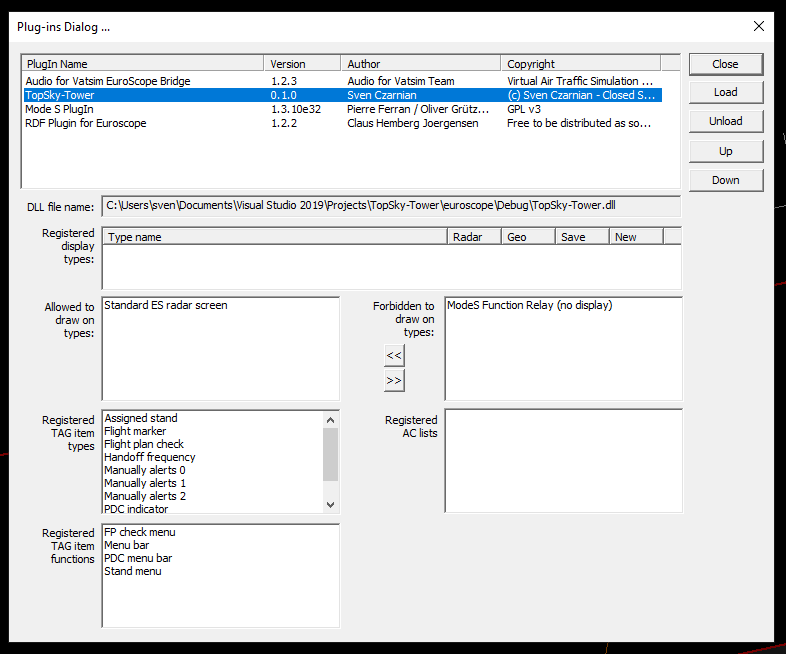 Plug-ins Dialog ...
PlugIn Name Version Author Copyright
Audio for Vatsim EuroScope Bridge 1.2.3 Audio for Vatsim Team Virtual Air Traffic Simulation ...
TopSky-Tower 0.1.0 Sven Czarnian (c) Sven Czarnian - Closed S...
Mode S PlugIn 1.3.10e32 Pierre Ferran / Oliver Grütz... GPL v3
RDF Plugin for Euroscope 1.2.2 Claus Hemberg Joergensen Free to be distributed as so...
Close
Load
Unload
Up
Down
DLL file name: C:\Users\sven\Documents\Visual Studio 2019\Projects\TopSky-Tower\euroscope\Debug\TopSky-Tower.dll
Registered
display
types:
Type name Radar Geo Save New
Allowed to
draw on
types:
Standard ES radar screen
Forbidden to
draw on
types:
<<
>>
ModeS Function Relay (no display)
Registered
TAG item
types
Assigned stand
Flight marker
Flight plan check
Handoff frequency
Manually alerts 0
Manually alerts 1
Manually alerts 2
PDC indicator
Registered
AC lists
Registered
TAG item
functions
FP check menu
Menu bar
PDC menu bar
Stand menu